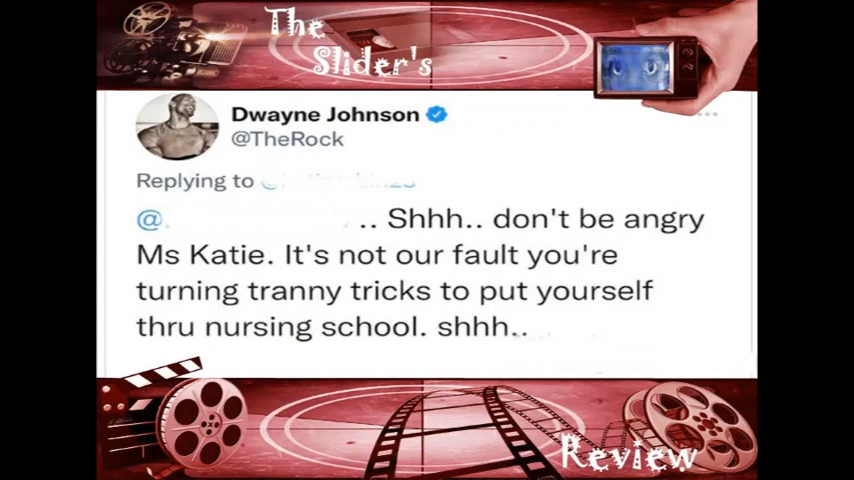 The
Slider's
Dwayne Johnson
@TheRock
Replying to
@ .. Shhh.. don't be angry
Ms Katie. It's not our fault you're
turning tranny tricks to put yourself
thru nursing school. shhh..
Review